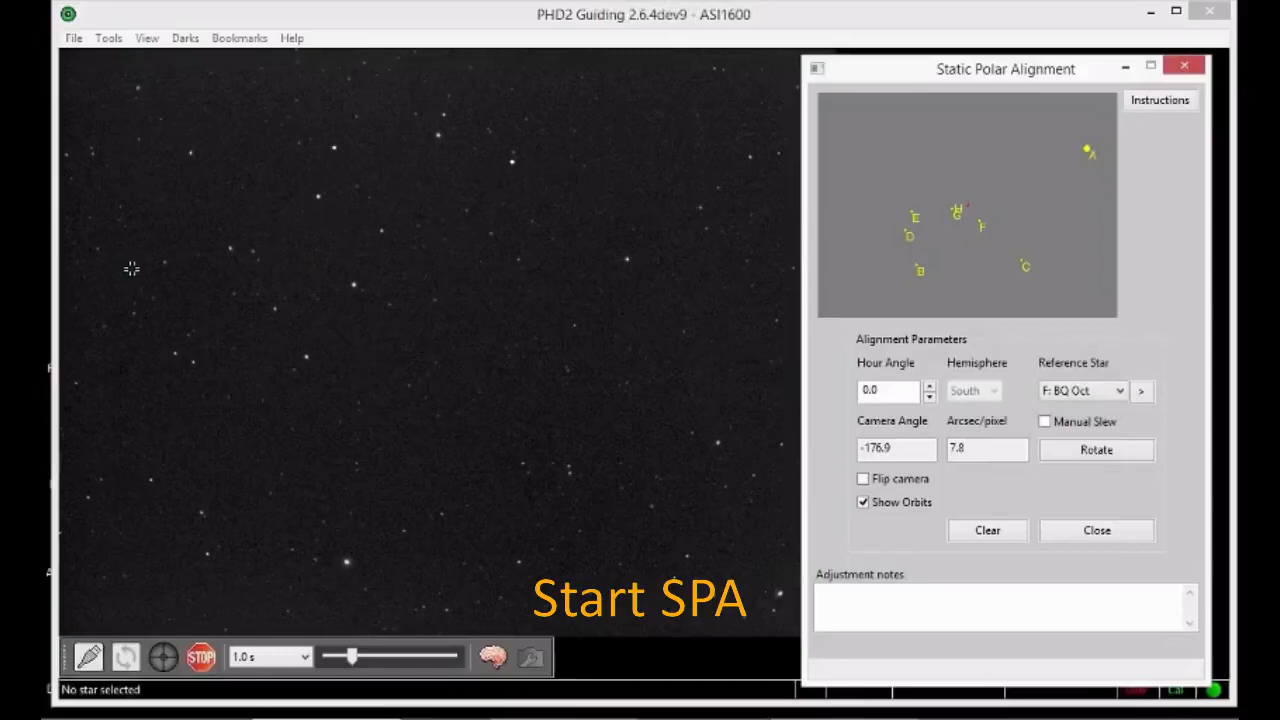 PHD2 Guiding 2.6.4dev9 - ASI1600
File Tools View Darks Bookmarks Help
Static Polar Alignment
Instructions
A
H
G
E
F
D
B
C
Alignment Parameters
Hour Angle Hemisphere Reference Star
0.0 South F: BQ Oct >
Camera Angle Arcsec/pixel Manual Slew
-176.9 7.8 Rotate
Flip camera
Show Orbits
Clear Close
Adjustment notes
Start SPA
STOP 1.0 s
No star selected Cal